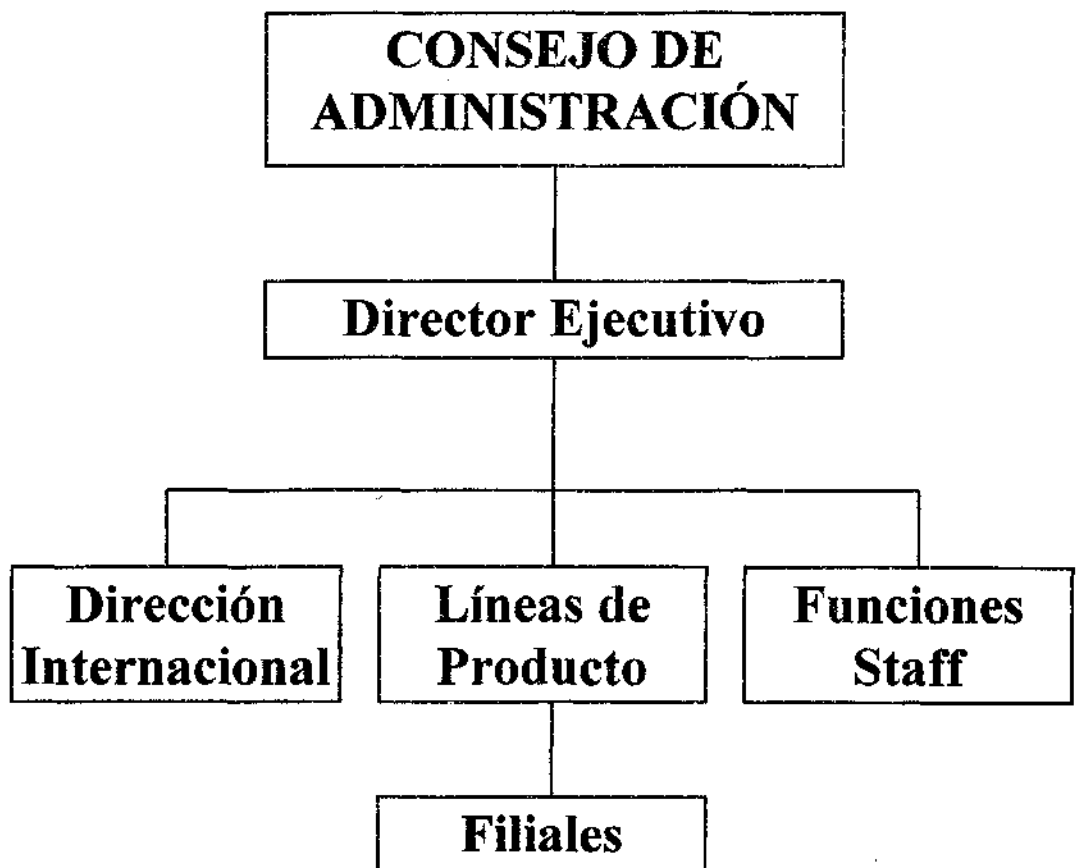 CONSEJO DE
ADMINISTRACIÓN
Director Ejecutivo
Dirección
Internacional
Líneas de
Producto
Funciones
Staff
Filiales